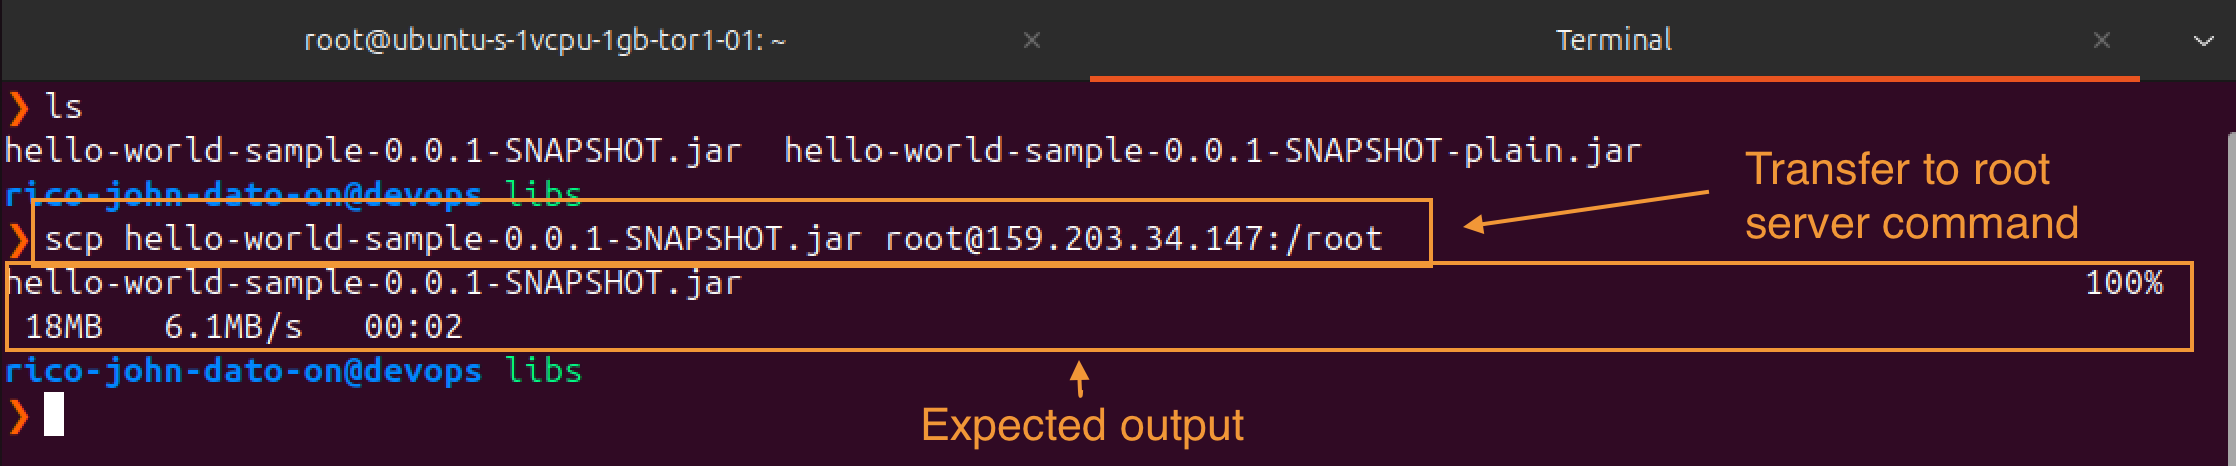 root@ubuntu-s-1vcpu-1gb-tor1-01: ~
Terminal
❯ ls
hello-world-sample-0.0.1-SNAPSHOT.jar  hello-world-sample-0.0.1-SNAPSHOT-plain.jar
rico-john-dato-on@devops libs
❯ scp hello-world-sample-0.0.1-SNAPSHOT.jar root@159.203.34.147:/root
Transfer to root
server command
hello-world-sample-0.0.1-SNAPSHOT.jar 100%
18MB   6.1MB/s   00:02
rico-john-dato-on@devops libs
❯
Expected output